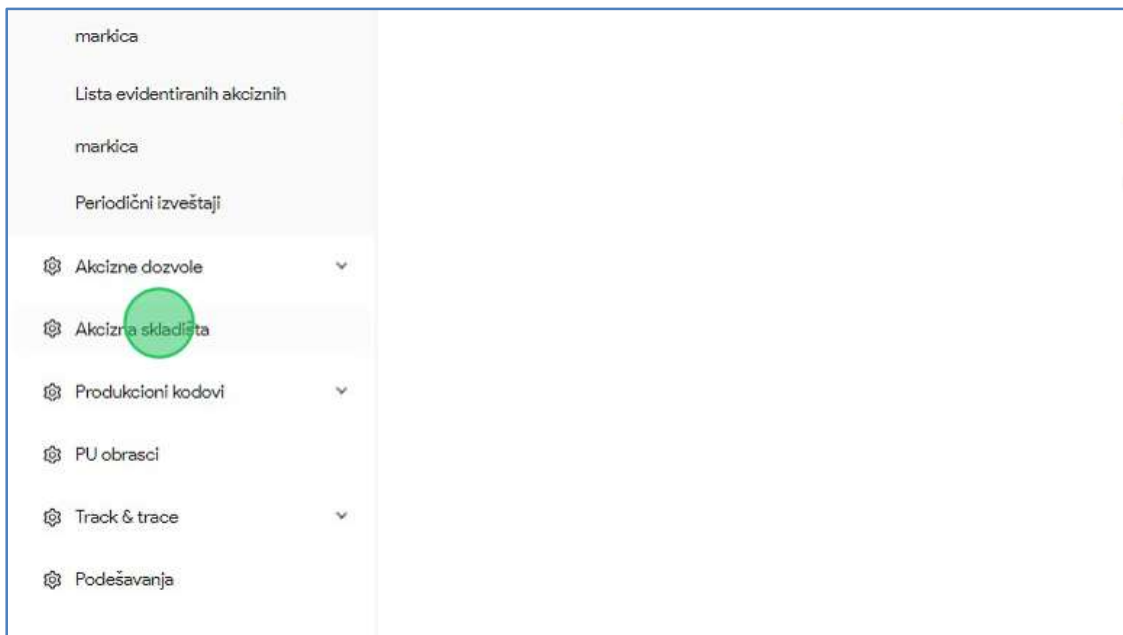 markica
Lista evidentiranih akciznih
markica
Periodični izveštaji
Akcizne dozvole
Akcizna skladišta
Produkcioni kodovi
PU obrasci
Track & trace
Podešavanja